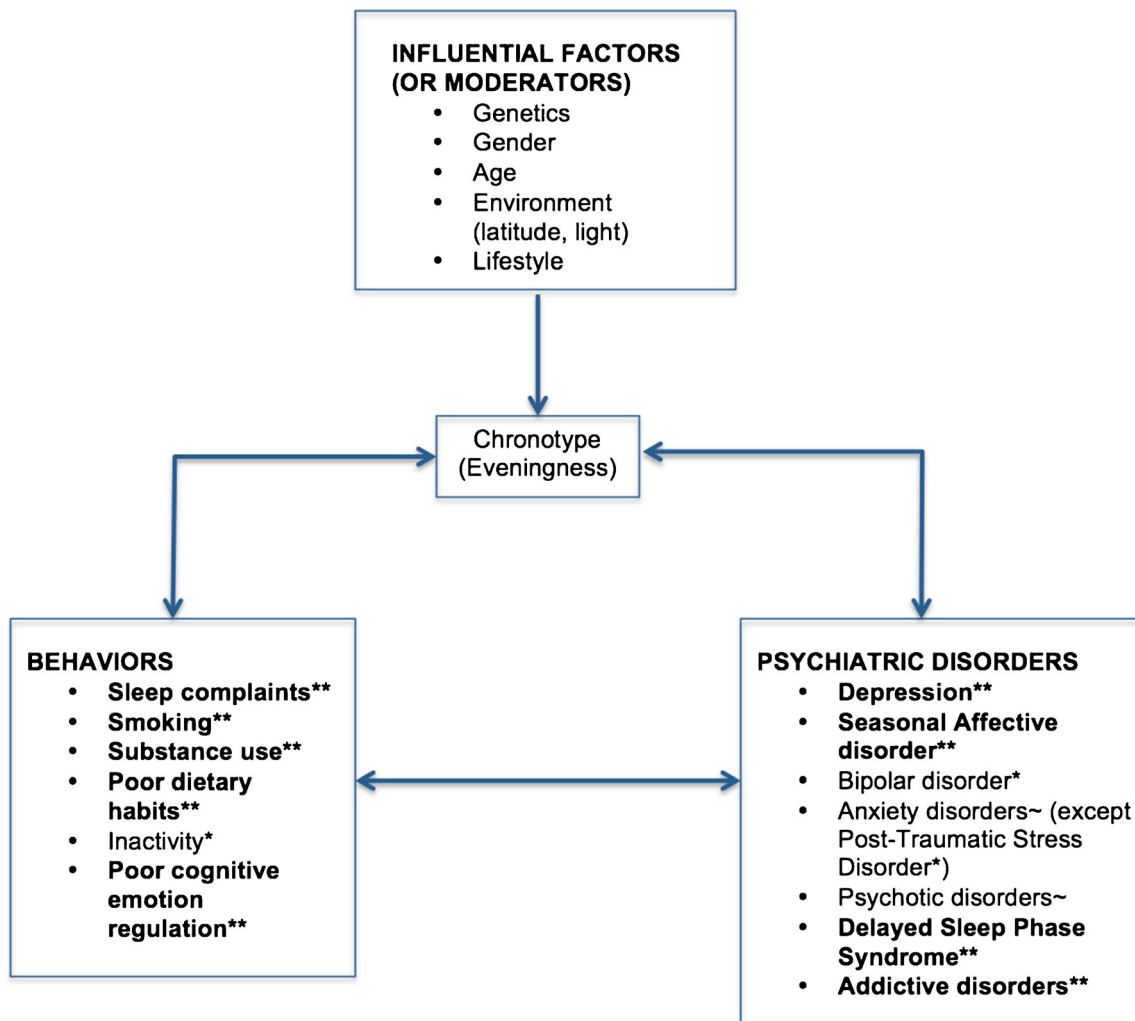 INFLUENTIAL FACTORS
(OR MODERATORS)
• Genetics
• Gender
• Age
• Environment
(latitude, light)
• Lifestyle
Chronotype
(Eveningness)
BEHAVIORS
• Sleep complaints**
• Smoking**
• Substance use**
• Poor dietary
habits**
• Inactivity*
• Poor cognitive
emotion
regulation**
PSYCHIATRIC DISORDERS
• Depression**
• Seasonal Affective
disorder**
• Bipolar disorder*
• Anxiety disorders~ (except
Post-Traumatic Stress
Disorder*)
• Psychotic disorders~
• Delayed Sleep Phase
Syndrome**
• Addictive disorders**